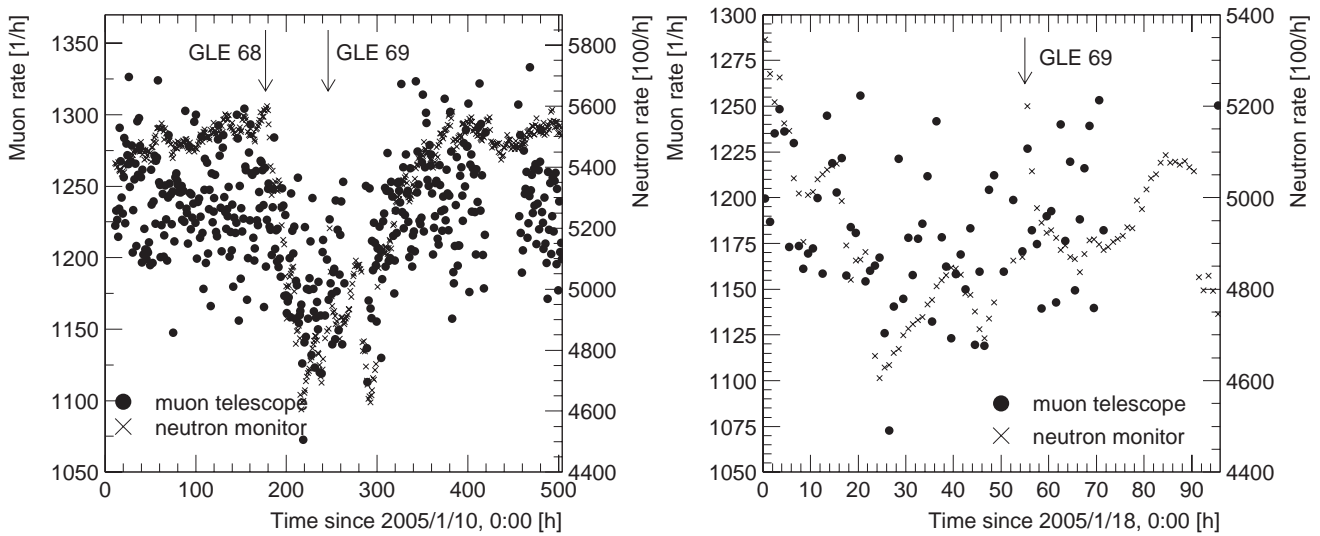 Muon rate [1/h]
1350
1300
1250
1200
1150
1100
1050
GLE 68
GLE 69
muon telescope
neutron monitor
0 100 200 300 400 500
Time since 2005/1/10, 0:00 [h]
5800
5600
5400
5200
5000
4800
4600
4400
Neutron rate [100/h]
Muon rate [1/h]
1300
1275
1250
1225
1200
1175
1150
1125
1100
1075
1050
GLE 69
muon telescope
neutron monitor
0 10 20 30 40 50 60 70 80 90
Time since 2005/1/18, 0:00 [h]
5400
5200
5000
4800
4600
4400
Neutron rate [100/h]